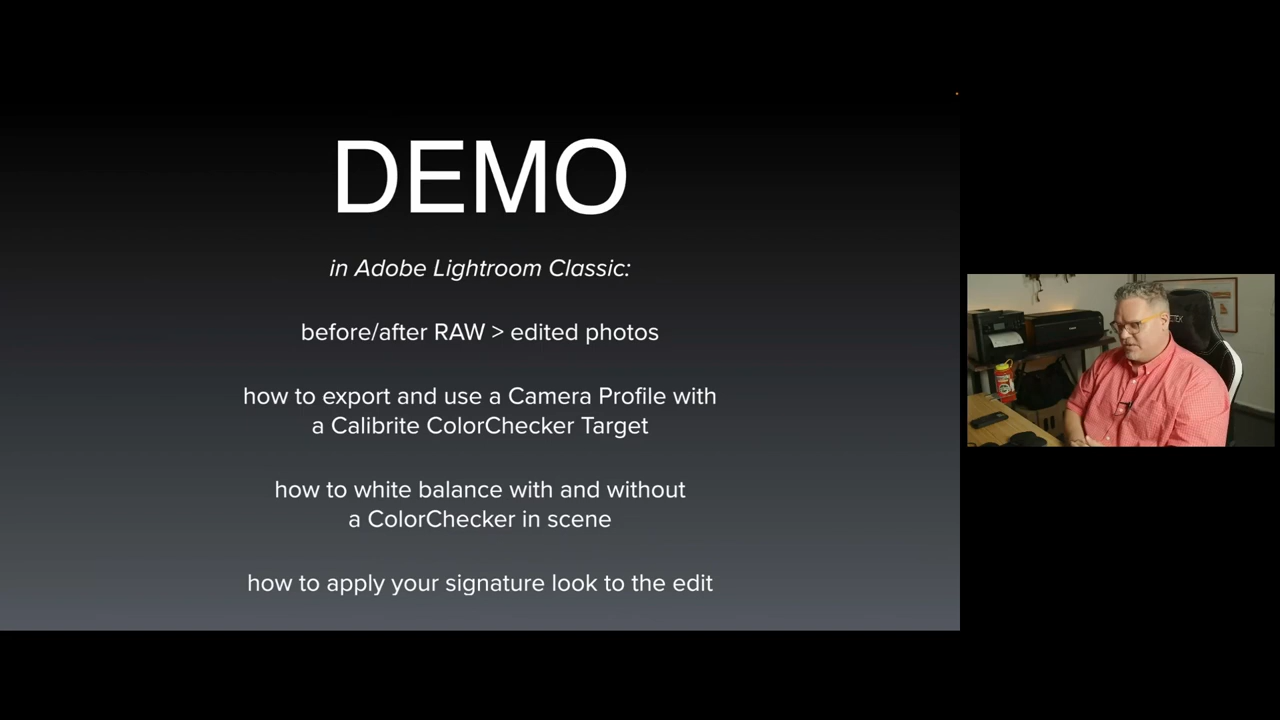 DEMO
in Adobe Lightroom Classic:
before/after RAW > edited photos
how to export and use a Camera Profile with
a Calibrite ColorChecker Target
how to white balance with and without
a ColorChecker in scene
how to apply your signature look to the edit